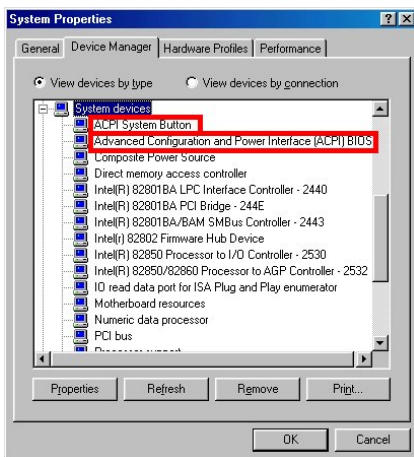 System Properties
General Device Manager Hardware Profiles Performance
View devices by type View devices by connection
System devices
ACPI System Button
Advanced Configuration and Power Interface (ACPI) BIOS
Composite Power Source
Direct memory access controller
Intel(R) 82801BA LPC Interface Controller - 2440
Intel(R) 82801BA PCI Bridge - 244E
Intel(R) 82801BA/BAM SMBus Controller - 2443
Intel(r) 82802 Firmware Hub Device
Intel(R) 82850 Processor to I/O Controller - 2530
Intel(R) 82850/82860 Processor to AGP Controller - 2532
IO read data port for ISA Plug and Play enumerator
Motherboard resources
Numeric data processor
PCI bus
Properties Refresh Remove Print...
OK Cancel